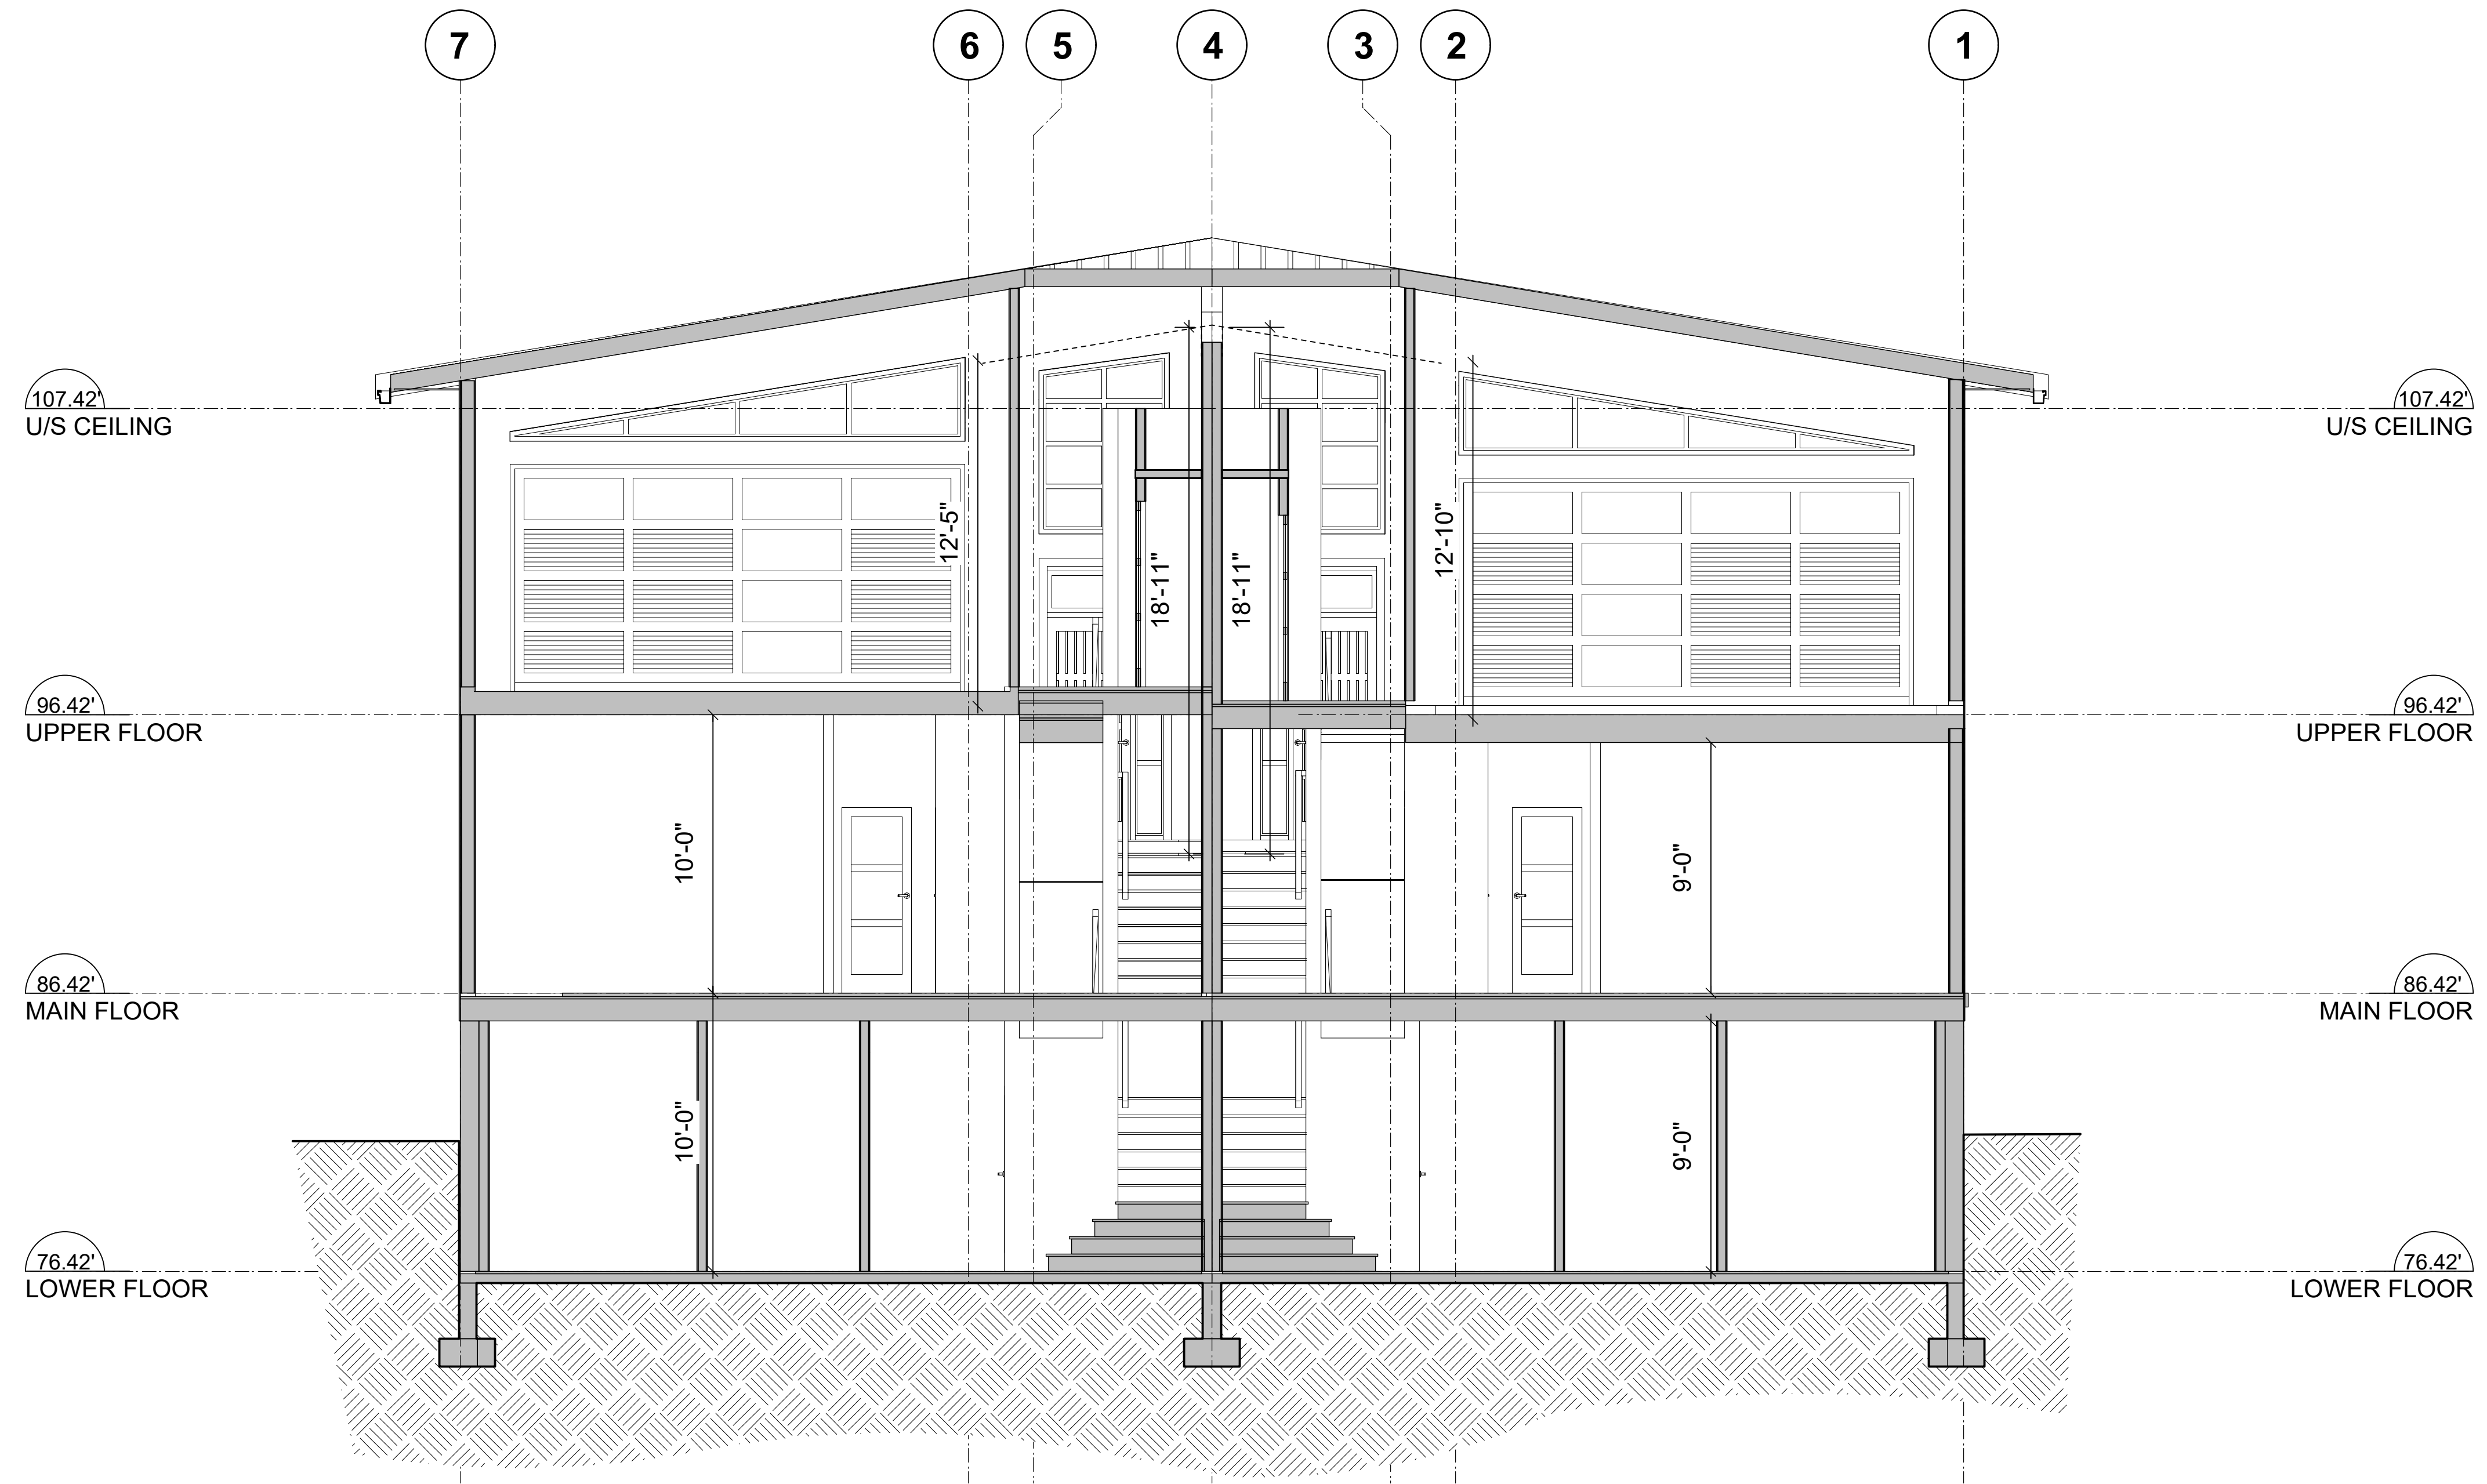 7 6 5 4 3 2 1
107.42' 107.42'
U/S CEILING U/S CEILING
12'-5" 12'-10"
18'-11" 18'-11"
96.42' 96.42'
UPPER FLOOR UPPER FLOOR
10'-0" 9'-0"
86.42' 86.42'
MAIN FLOOR MAIN FLOOR
10'-0" 9'-0"
76.42' 76.42'
LOWER FLOOR LOWER FLOOR